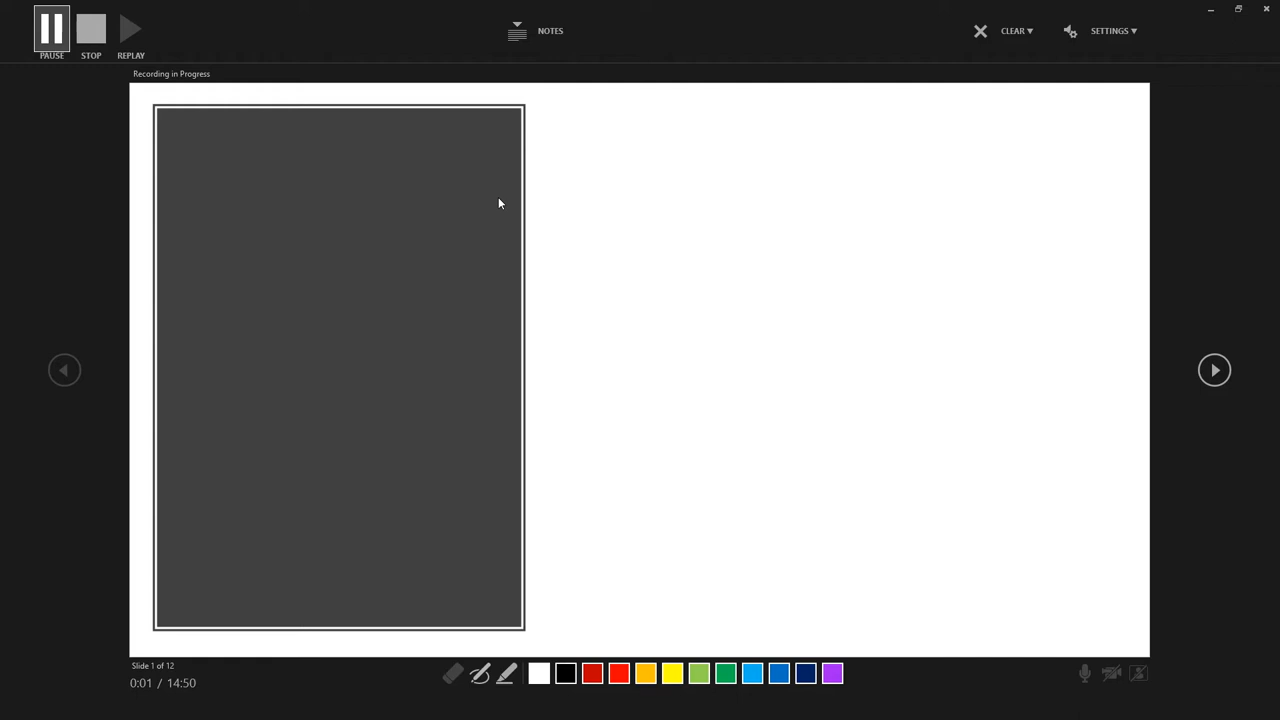 NOTES
CLEAR
SETTINGS
PAUSE
STOP
REPLAY
Recording in Progress
Slide 1 of 12
0:01 / 14:50